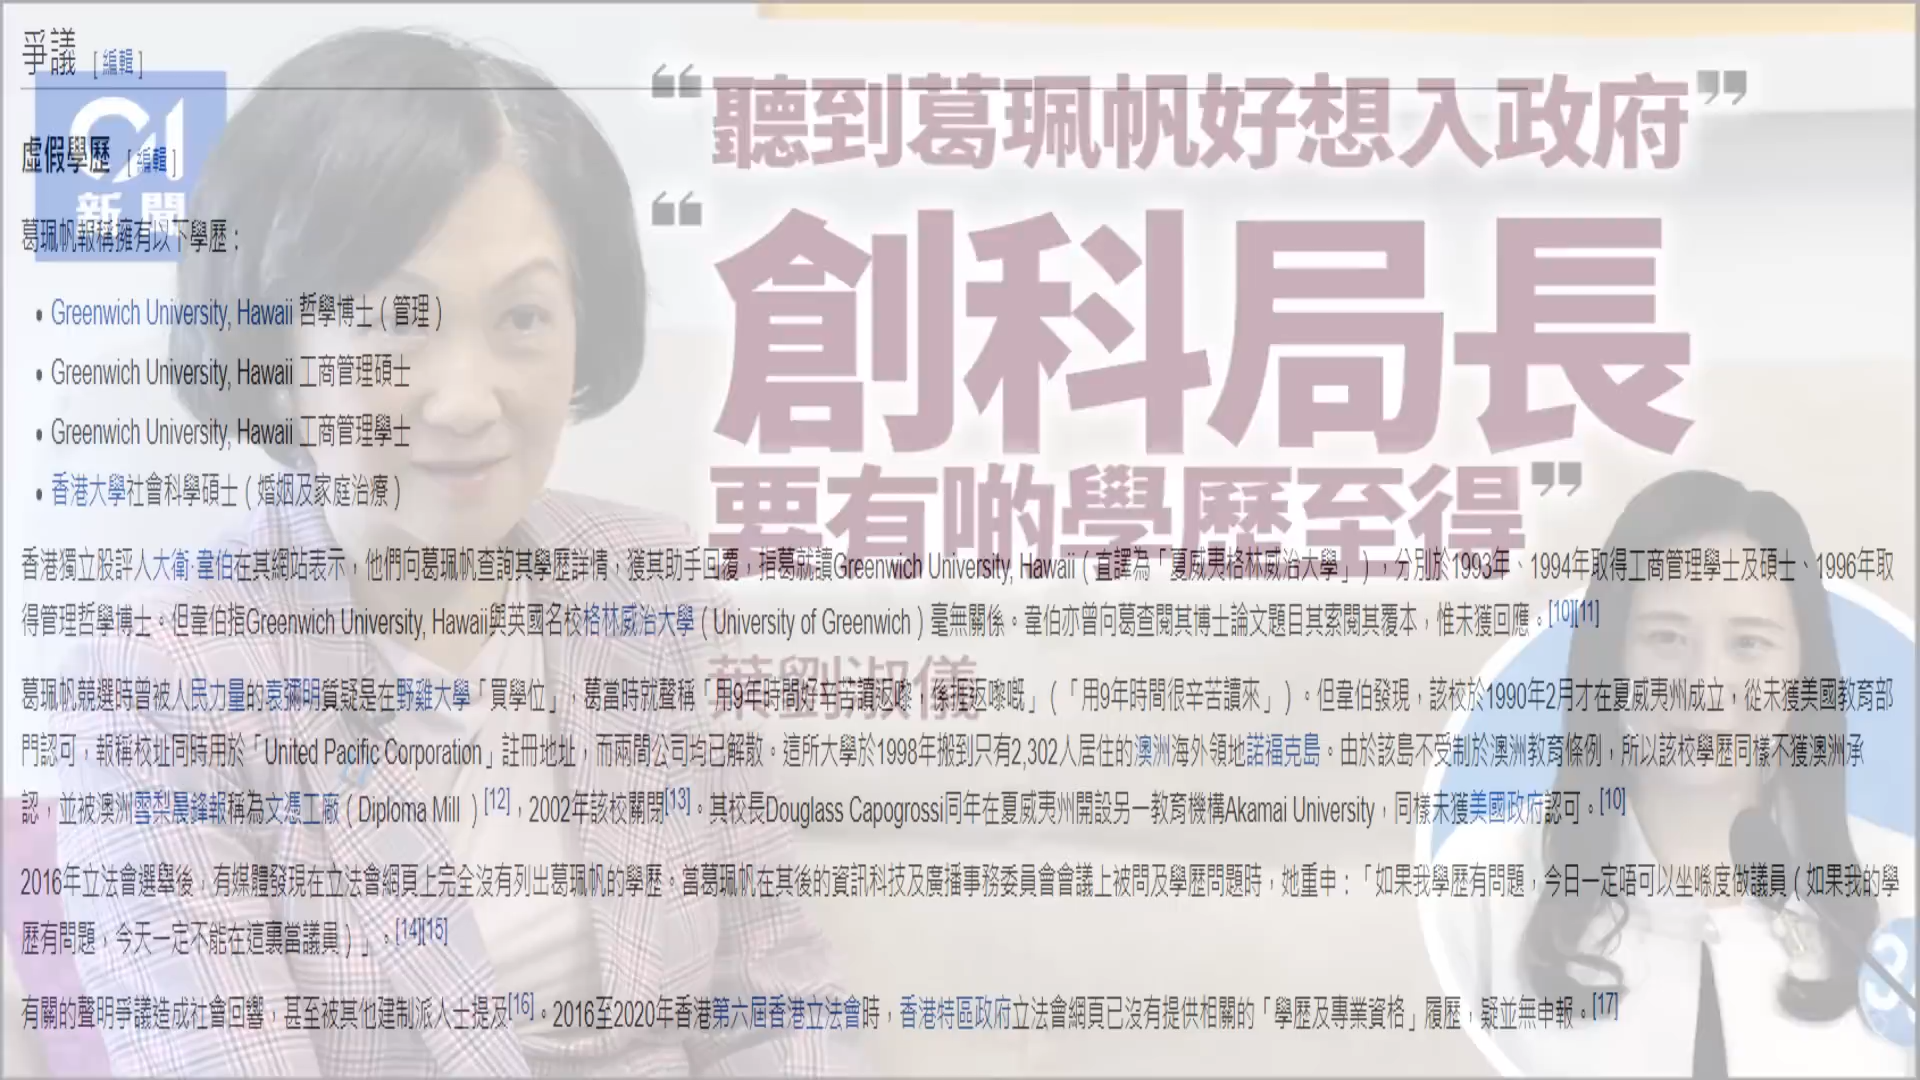 爭議 [編輯]
01
新聞
虛假學歷 [編輯]
葛珮帆報稱擁有以下學歷：
• Greenwich University, Hawaii 哲學博士（管理）
• Greenwich University, Hawaii 工商管理碩士
• Greenwich University, Hawaii 工商管理學士
• 香港大學社會科學碩士（婚姻及家庭治療）
“聽到葛珮帆好想入政府”
“創科局長
要有啲學歷至得”
葉劉淑儀
香港獨立股評人大衛·韋伯在其網站表示，他們向葛珮帆查詢其學歷詳情，獲其助手回覆，指葛就讀Greenwich University, Hawaii（直譯為「夏威夷格林威治大學」），分別於1993年、1994年取得工商管理學士及碩士、1996年取
得管理哲學博士。但韋伯指Greenwich University, Hawaii與英國名校格林威治大學（University of Greenwich）毫無關係。韋伯亦曾向葛查閱其博士論文題目其索閱其覆本，惟未獲回應。[10][11]
葛珮帆競選時曾被人民力量的袁彌明質疑是在野雞大學「買學位」，葛當時就聲稱「用9年時間好辛苦讀返嚟，係捱返嚟嘅」（「用9年時間很辛苦讀來」）。但韋伯發現，該校於1990年2月才在夏威夷州成立，從未獲美國教育部
門認可，報稱校址同時用於「United Pacific Corporation」註冊地址，而兩間公司均已解散。這所大學於1998年搬到只有2,302人居住的澳洲海外領地諾福克島。由於該島不受制於澳洲教育條例，所以該校學歷同樣不獲澳洲承
認，並被澳洲雪梨晨鋒報稱為文憑工廠（Diploma Mill ）[12]，2002年該校關閉[13]。其校長Douglass Capogrossi同年在夏威夷州開設另一教育機構Akamai University，同樣未獲美國政府認可。[10]
2016年立法會選舉後，有媒體發現在立法會網頁上完全沒有列出葛珮帆的學歷。當葛珮帆在其後的資訊科技及廣播事務委員會會議上被問及學歷問題時，她重申：「如果我學歷有問題，今日一定唔可以坐喺度做議員（如果我的學
歷有問題，今天一定不能在這裏當議員）」。[14][15]
有關的聲明爭議造成社會回響，甚至被其他建制派人士提及[16]。2016至2020年香港第六屆香港立法會時，香港特區政府立法會網頁已沒有提供相關的「學歷及專業資格」履歷，疑並無申報。[17]